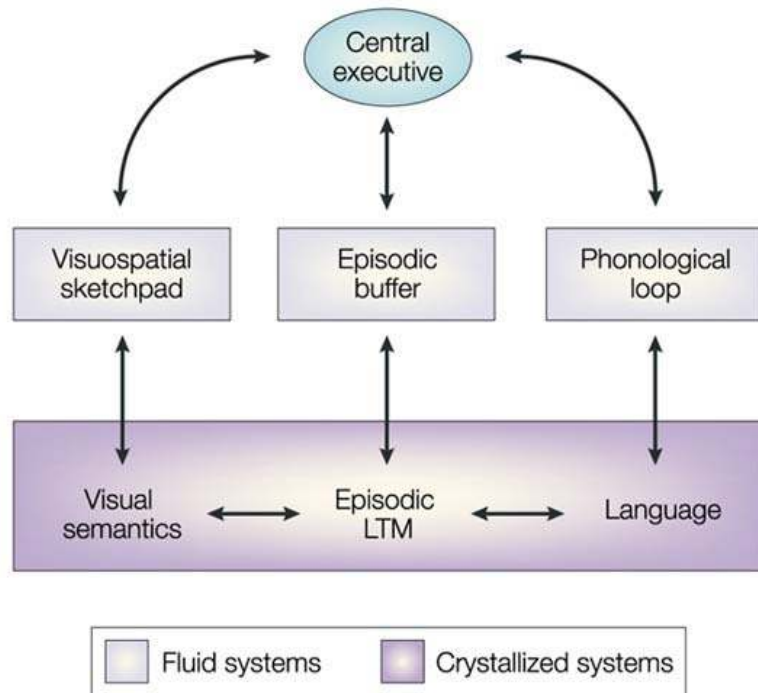 Central
executive
Visuospatial
sketchpad
Episodic
buffer
Phonological
loop
Visual
semantics
Episodic
LTM
Language
Fluid systems
Crystallized systems